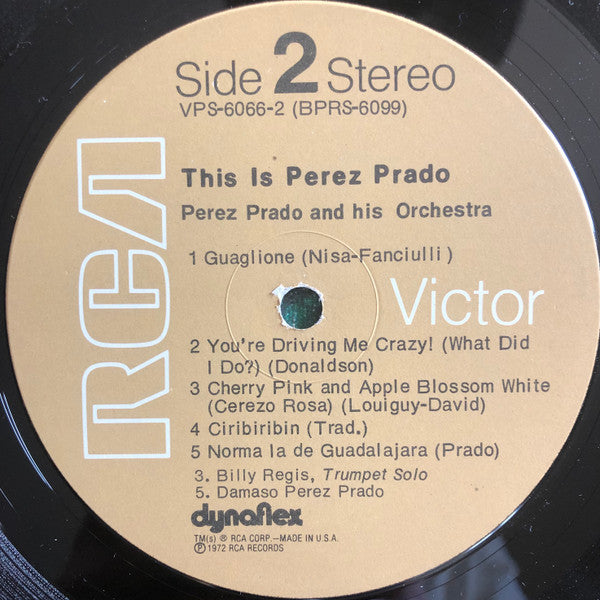 Side 2 Stereo
VPS-6066-2 (BPRS-6099)
This Is Perez Prado
Perez Prado and his Orchestra
1 Guaglione (Nisa-Fanciulli)
RCA
Victor
2 You're Driving Me Crazy! (What Did
I Do?) (Donaldson)
3 Cherry Pink and Apple Blossom White
(Cerezo Rosa) (Louiguy-David)
4 Ciribiribin (Trad.)
5 Norma la de Guadalajara (Prado)
3. Billy Regis, Trumpet Solo
5. Damaso Perez Prado
dynaflex
TM(s) ® RCA CORP.—MADE IN U.S.A.
℗ 1972 RCA RECORDS